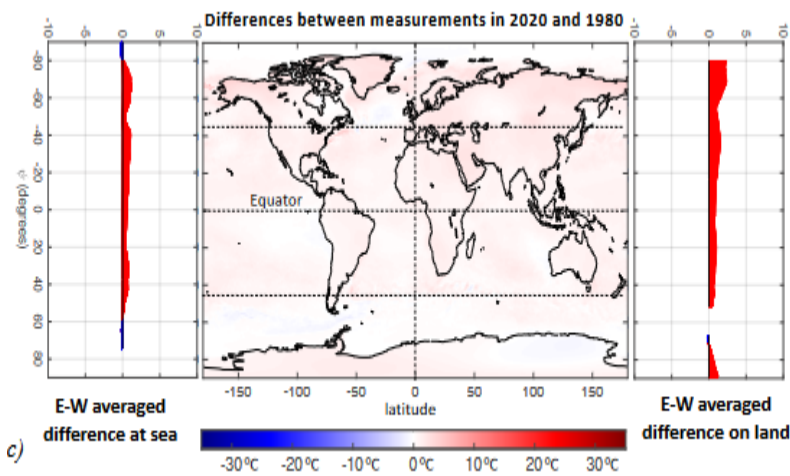 Differences between measurements in 2020 and 1980
-10 -5 0 5 10
-10 -5 0 5 10
-80
-60
-40
-20
0
20
40
60
80
ψ (degrees)
Equator
-150 -100 -50 0 50 100 150
latitude
E-W averaged
difference at sea
E-W averaged
difference on land
c)
-30ºC -20ºC -10ºC 0ºC 10ºC 20ºC 30ºC